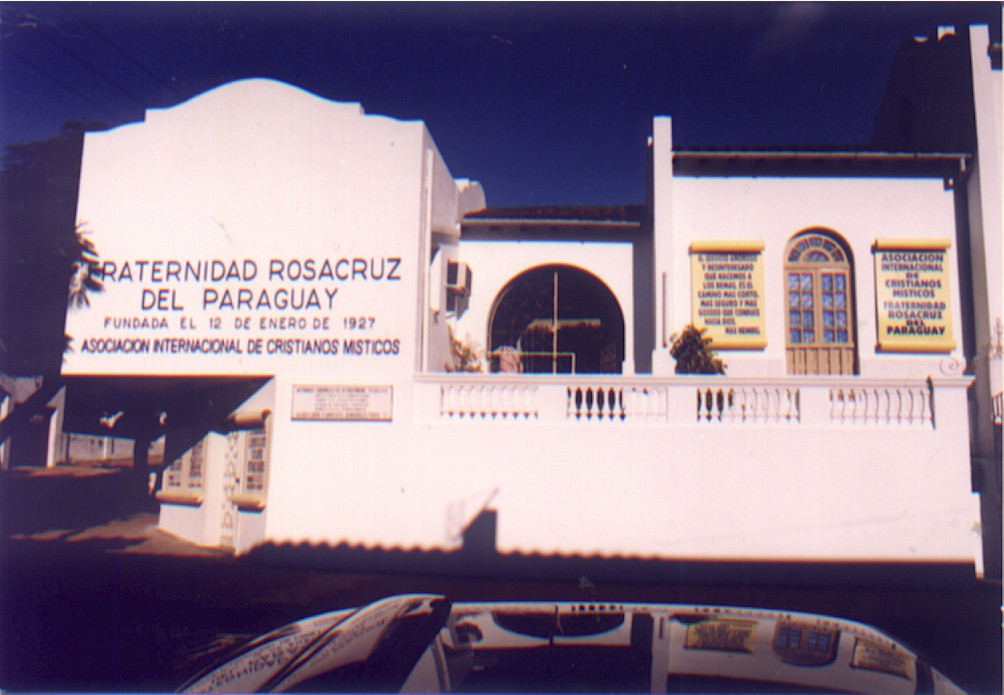 FRATERNIDAD ROSACRUZ
DEL PARAGUAY
FUNDADA EL 12 DE ENERO DE 1927
ASOCIACION INTERNACIONAL DE CRISTIANOS MISTICOS
EL SERVICIO AMOROSO
Y DESINTERESADO
QUE HACEMOS A
LOS DEMAS, ES EL
CAMINO MAS CORTO,
MAS SEGURO Y MAS
GOZOSO QUE CONDUCE
HACIA DIOS.
MAX HEINDEL
ASOCIACION
INTERNACIONAL
DE
CRISTIANOS
MISTICOS
FRATERNIDAD
ROSACRUZ
DEL
PARAGUAY